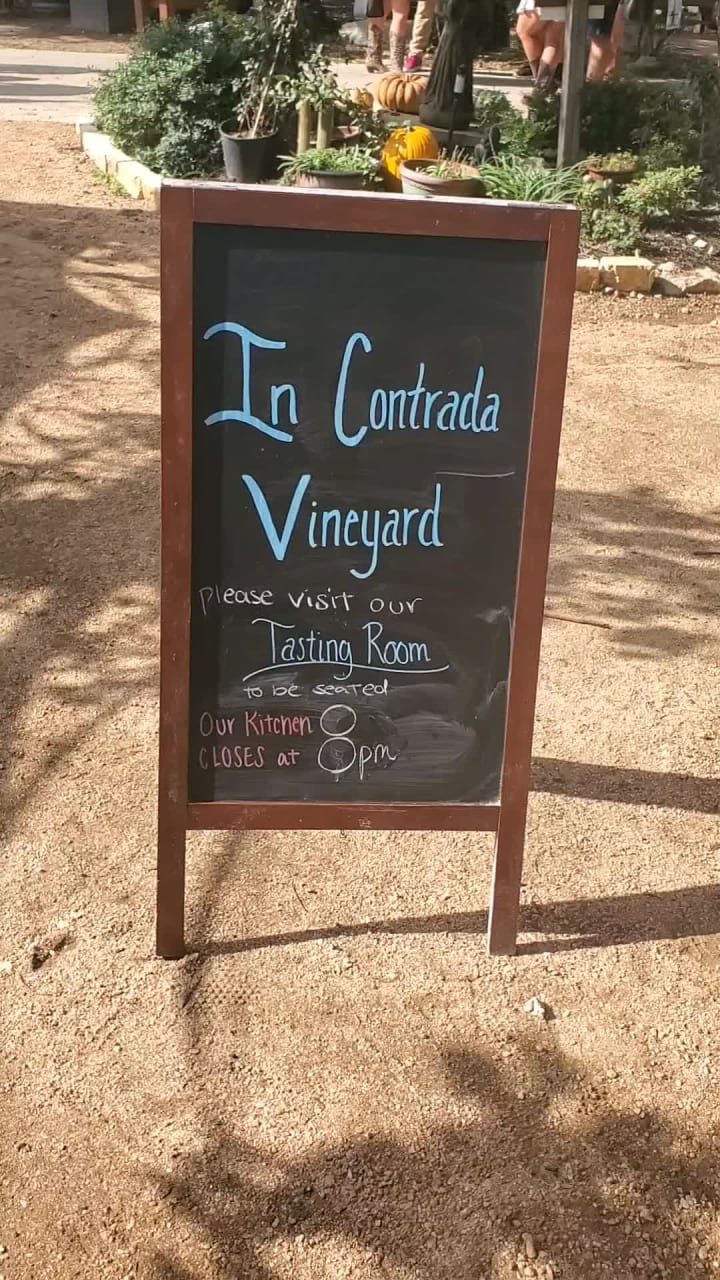 In Contrada
Vineyard
please visit our
Tasting Room
to be seated
Our Kitchen
CLOSES at 8pm